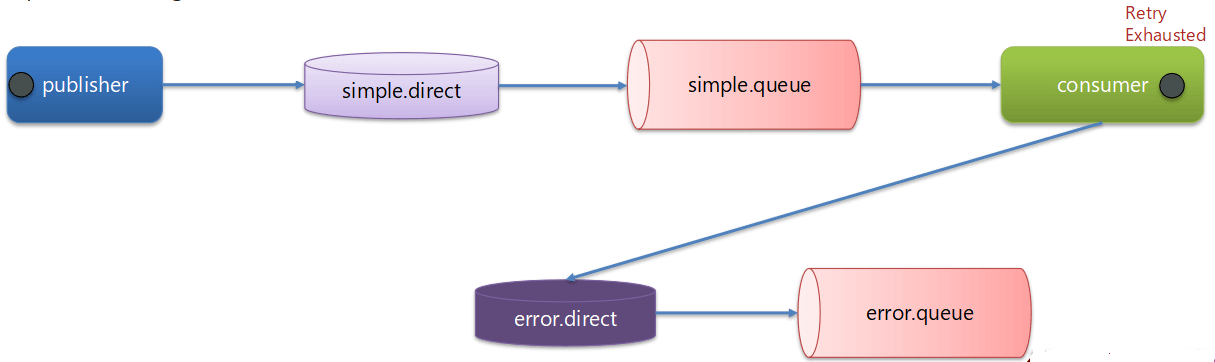 Retry
Exhausted
publisher
simple.direct
simple.queue
consumer
error.direct
error.queue